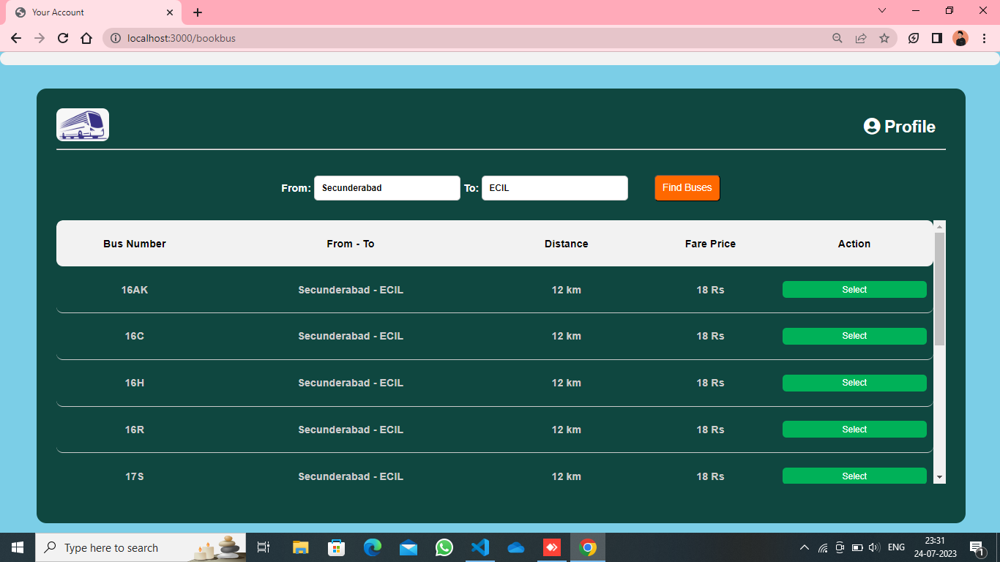 Your Account
localhost:3000/bookbus
Profile
From: Secunderabad To: ECIL Find Buses
Bus Number From - To Distance Fare Price Action
16AK Secunderabad - ECIL 12 km 18 Rs Select
16C Secunderabad - ECIL 12 km 18 Rs Select
16H Secunderabad - ECIL 12 km 18 Rs Select
16R Secunderabad - ECIL 12 km 18 Rs Select
17S Secunderabad - ECIL 12 km 18 Rs Select
Type here to search
ENG
23:31
24-07-2023
1